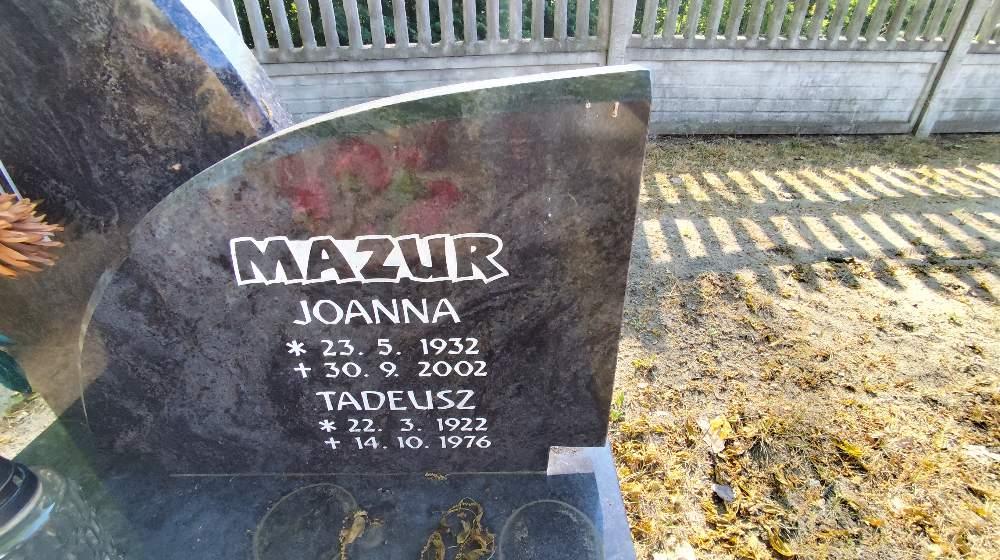 MAZUR
JOANNA
* 23. 5. 1932
+ 30. 9. 2002
TADEUSZ
* 22. 3. 1922
+ 14. 10. 1976